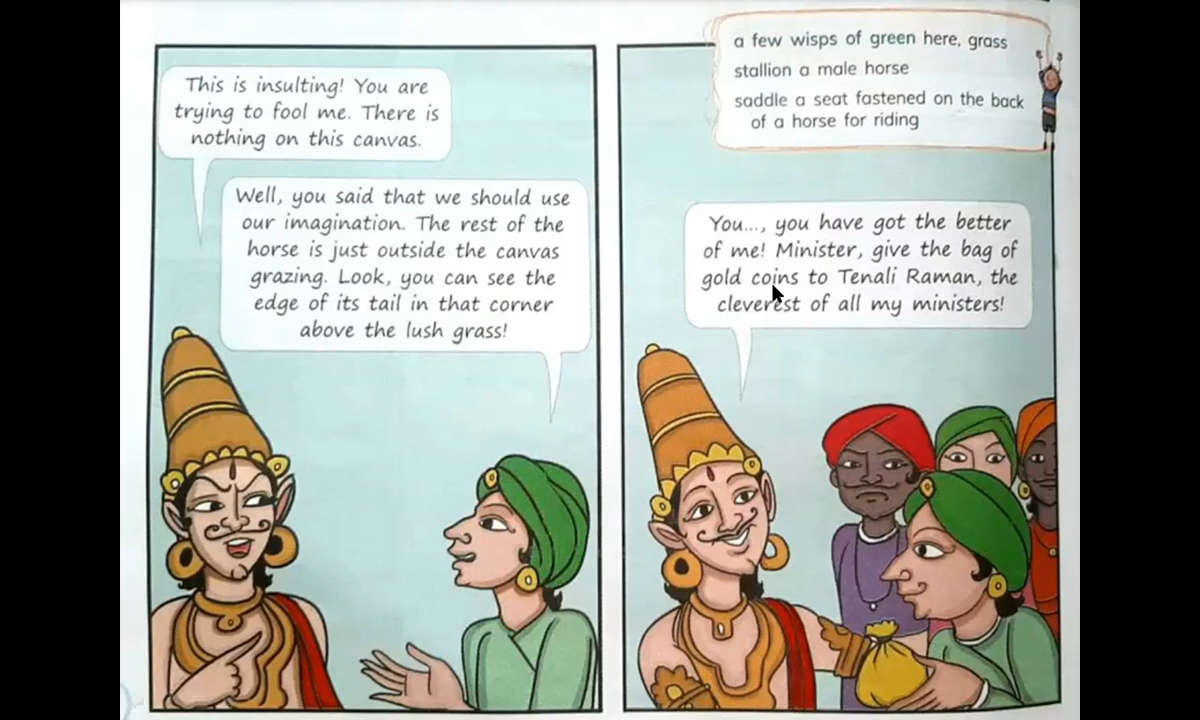 This is insulting! You are
trying to fool me. There is
nothing on this canvas.
Well, you said that we should use
our imagination. The rest of the
horse is just outside the canvas
grazing. Look, you can see the
edge of its tail in that corner
above the lush grass!
a few wisps of green here, grass
stallion a male horse
saddle a seat fastened on the back
of a horse for riding
You..., you have got the better
of me! Minister, give the bag of
gold coins to Tenali Raman, the
cleverest of all my ministers!